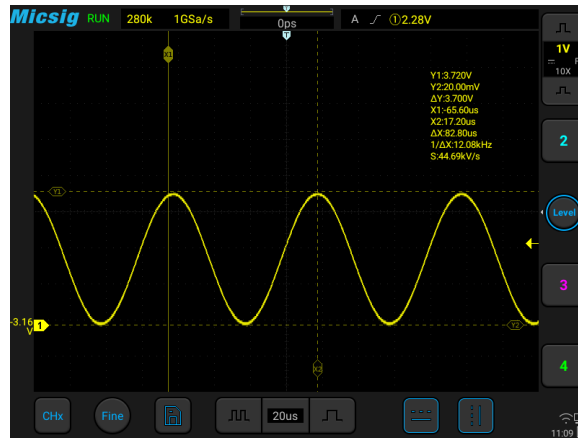 Micsig RUN 280k 1GSa/s 0ps A ①2.28V
T
X1
1V
10X
Y1:3.720V
Y2:20.00mV
ΔY:3.700V
X1:-65.60us
X2:17.20us
ΔX:82.80us
1/ΔX:12.08kHz
S:44.69kV/s
2
Y1
Level
3
-3.16
V
1
Y2
X2
4
CHx
Fine
20us
11:09